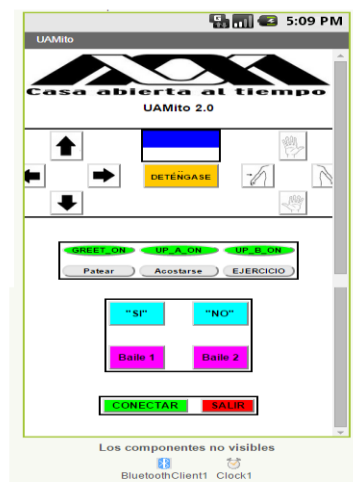 5:09 PM
UAMito
Casa abierta al tiempo
UAMito 2.0
DETÉNGASE
GREET_ON UP_A_ON UP_B_ON
Patear Acostarse EJERCICIO
"SI" "NO"
Baile 1 Baile 2
CONECTAR SALIR
Los componentes no visibles
BluetoothClient1 Clock1